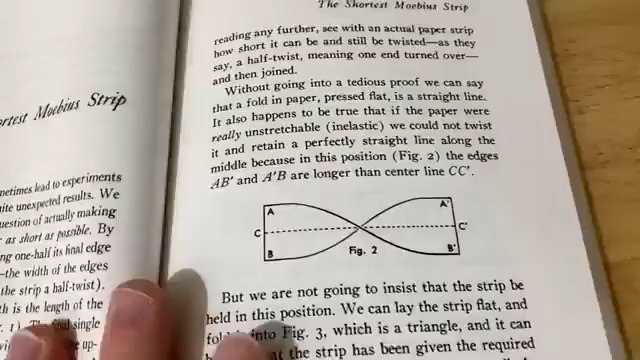 The Shortest Moebius Strip
reading any further, see with an actual paper strip
how short it can be and still be twisted—as they
say, a half-twist, meaning one end turned over—
and then joined.
Without going into a tedious proof we can say
that a fold in paper, pressed flat, is a straight line.
It also happens to be true that if the paper were
really unstretchable (inelastic) we could not twist
it and retain a perfectly straight line along the
middle because in this position (Fig. 2) the edges
AB' and A'B are longer than center line CC'.
A
A'
C
C'
B
B'
Fig. 2
But we are not going to insist that the strip be
held in this position. We can lay the strip flat, and
into Fig. 3, which is a triangle, and it can
the strip has been given the required
Moebius Strip
lead to experiments
unexpected results. We
question of actually making
as short as possible. By
one-half its final edge
—the width of the edges
the strip a half-twist).
is the length of the
single